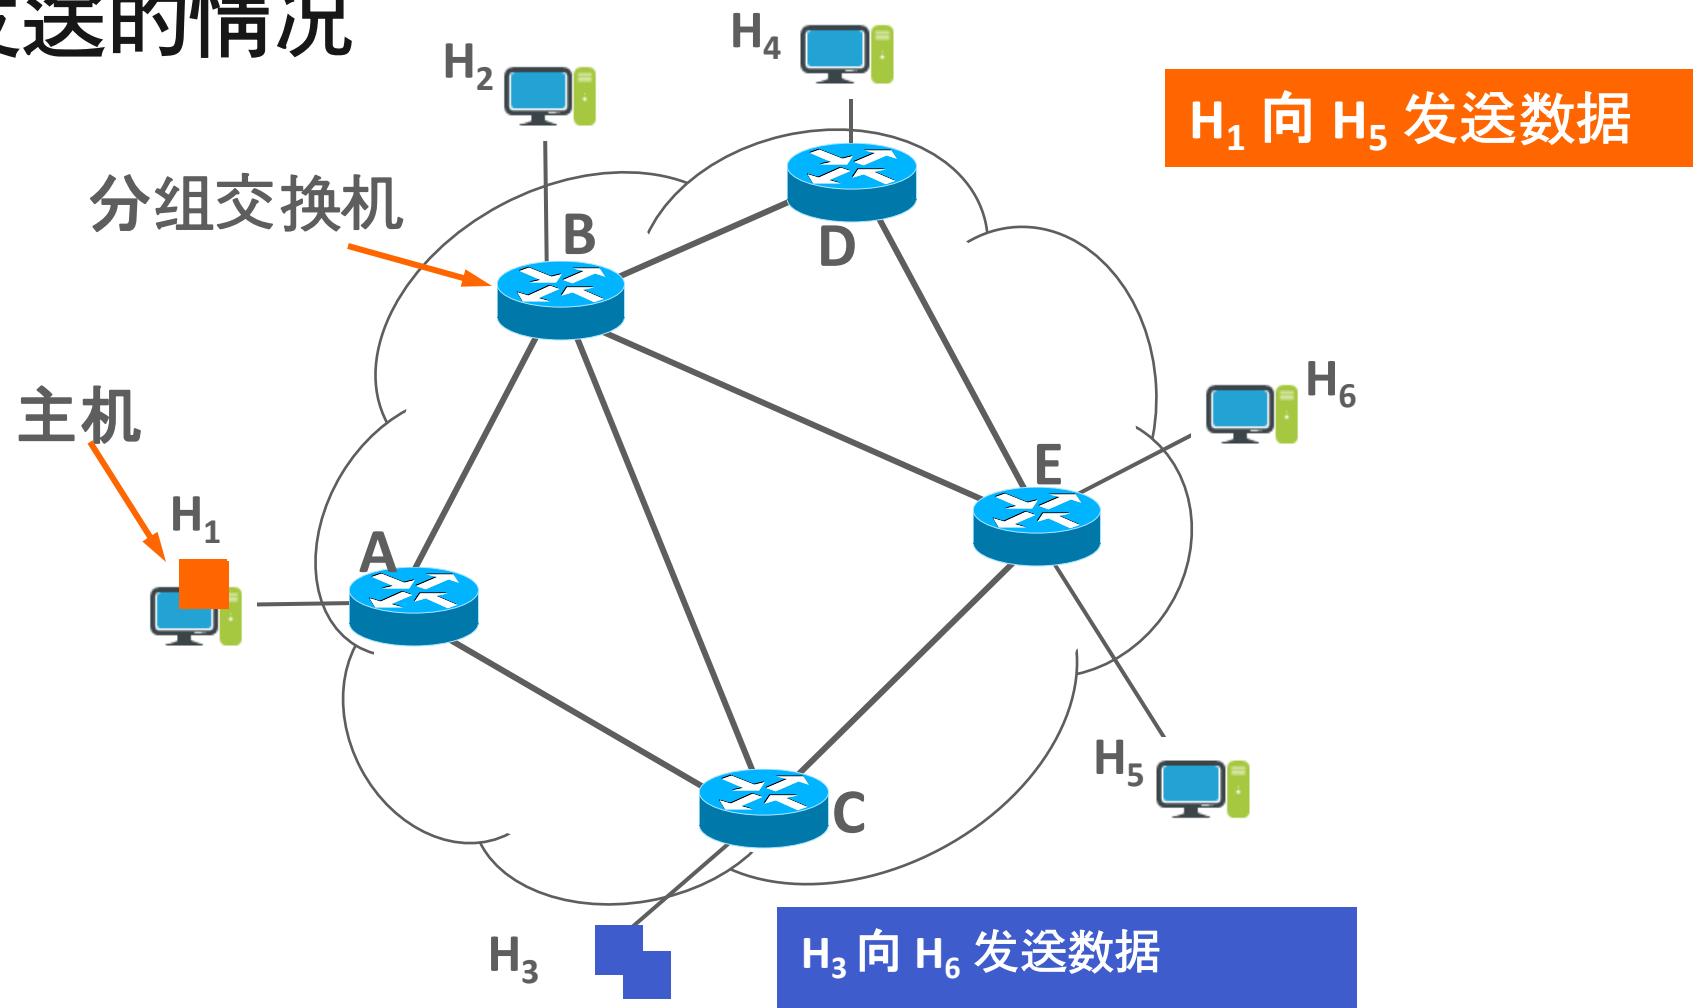 发送的情况
H₂
H₄
H₁ 向 H₅ 发送数据
分组交换机
B
D
主机
H₆
E
H₁
A
H₅
C
H₃
H₃ 向 H₆ 发送数据